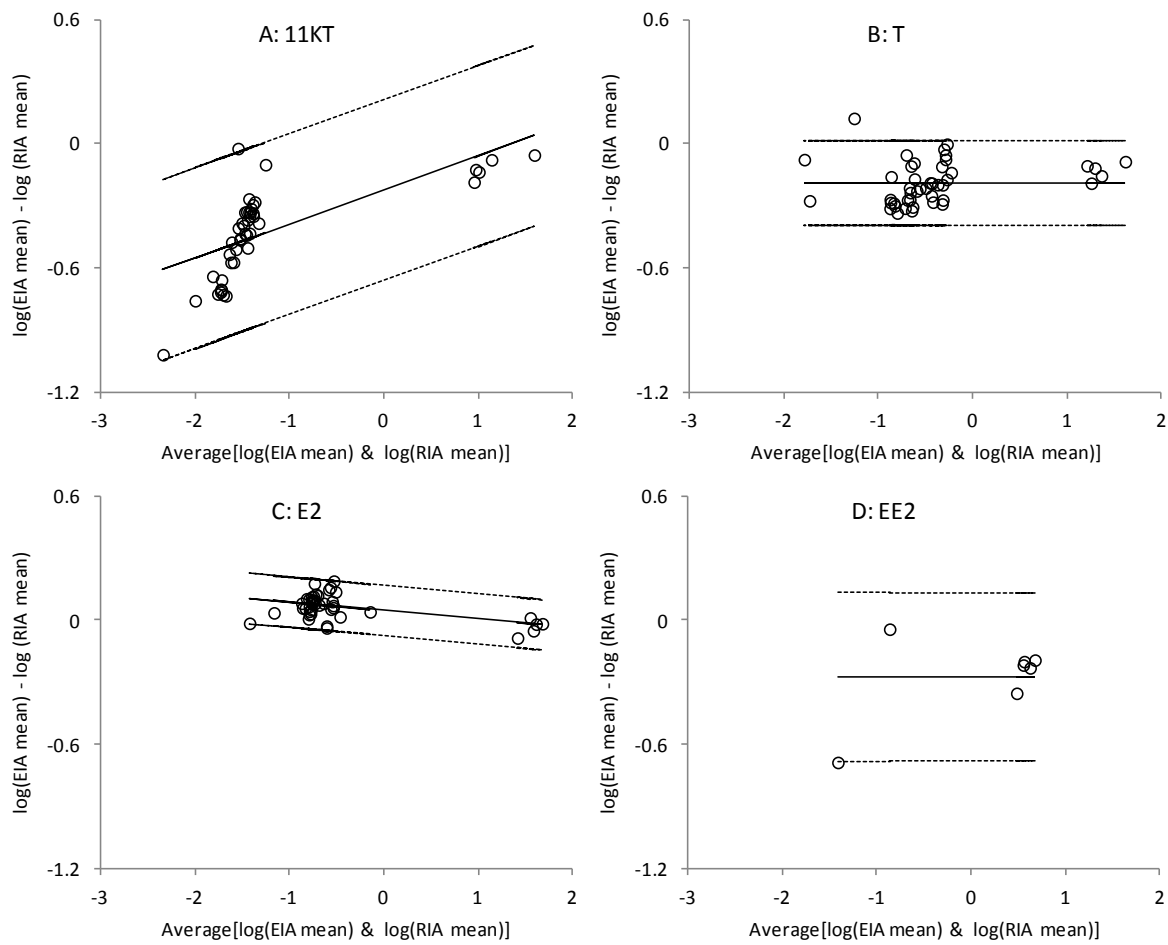 A: 11KT
log(EIA mean) - log (RIA mean)
0.6
0
-0.6
-1.2
-3 -2 -1 0 1 2
Average[log(EIA mean) & log(RIA mean)]
B: T
log(EIA mean) - log (RIA mean)
0.6
0
-0.6
-1.2
-3 -2 -1 0 1 2
Average[log(EIA mean) & log(RIA mean)]
C: E2
log(EIA mean) - log (RIA mean)
0.6
0
-0.6
-1.2
-3 -2 -1 0 1 2
Average[log(EIA mean) & log(RIA mean)]
D: EE2
log(EIA mean) - log (RIA mean)
0.6
0
-0.6
-1.2
-3 -2 -1 0 1 2
Average[log(EIA mean) & log(RIA mean)]